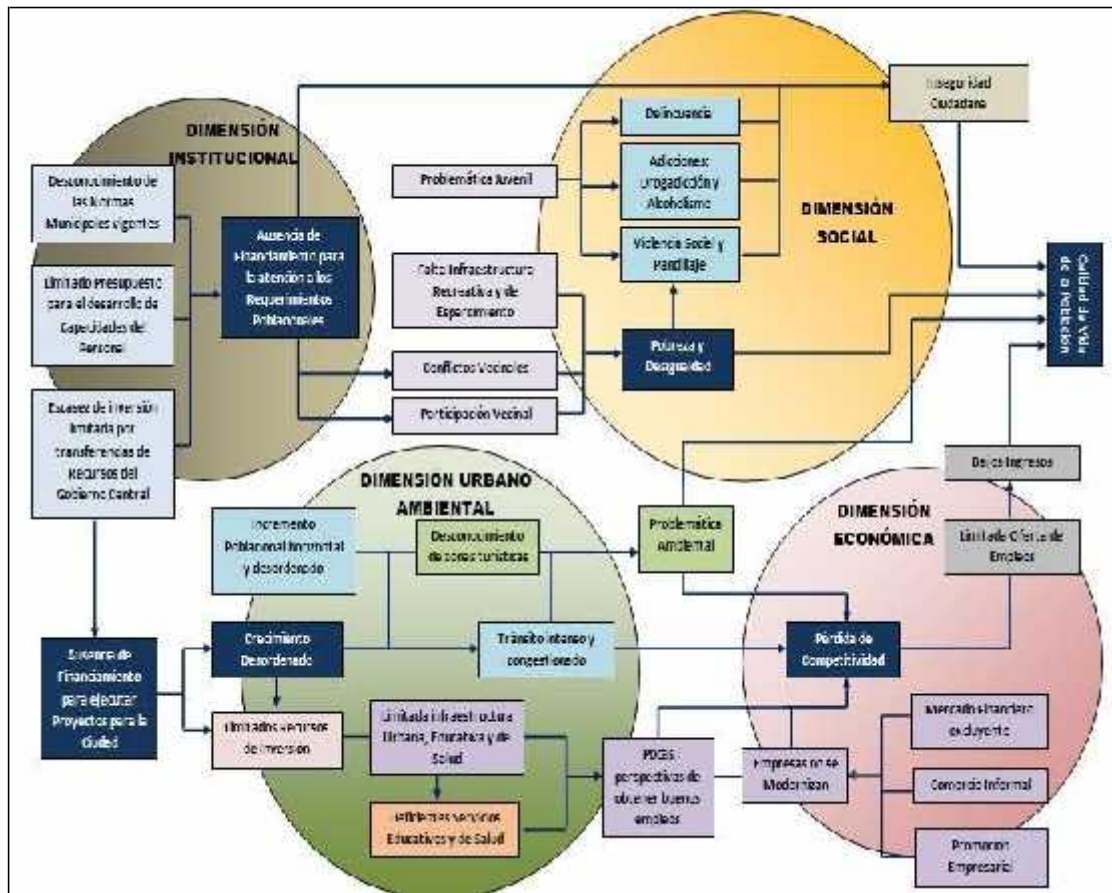 DIMENSIÓN
INSTITUCIONAL
Desconocimiento de
las Normas
Municipales vigentes
Limitado Presupuesto
para el desarrollo de
Capacidades del
Personal
Escasez de inversión
limitada por
transferencias de
Recursos del
Gobierno Central
Ausencia de
Financiamiento para
la atención a los
Requerimientos
Poblacionales
Problemática Juvenil
Falta Infraestructura
Recreativa y de
Esparcimiento
Conflictos Vecinales
Participación Vecinal
Delincuencia
Adicciones:
Drogadicción y
Alcoholismo
Violencia Social y
Pandillaje
Pobreza y
Desigualdad
DIMENSIÓN
SOCIAL
Inseguridad
Ciudadana
Calidad de Vida
de la Población
DIMENSION URBANO
AMBIENTAL
Incremento
Poblacional horizontal
y desordenado
Desconocimiento
de zonas turísticas
Problemática
Ambiental
Ausencia de
Financiamiento
para ejecutar
Proyectos para la
Ciudad
Crecimiento
Desordenado
Tránsito intenso y
congestionado
Limitados Recursos
de Inversión
Limitada infraestructura
Urbana, Educativa y de
Salud
Deficientes Servicios
Educativos y de Salud
Pocas
perspectivas de
obtener buenos
empleos
DIMENSIÓN
ECONÓMICA
Bajos Ingresos
Limitada Oferta de
Empleos
Pérdida de
Competitividad
Empresas no se
Modernizan
Mercado Financiero
excluyente
Comercio Informal
Promoción
Empresarial